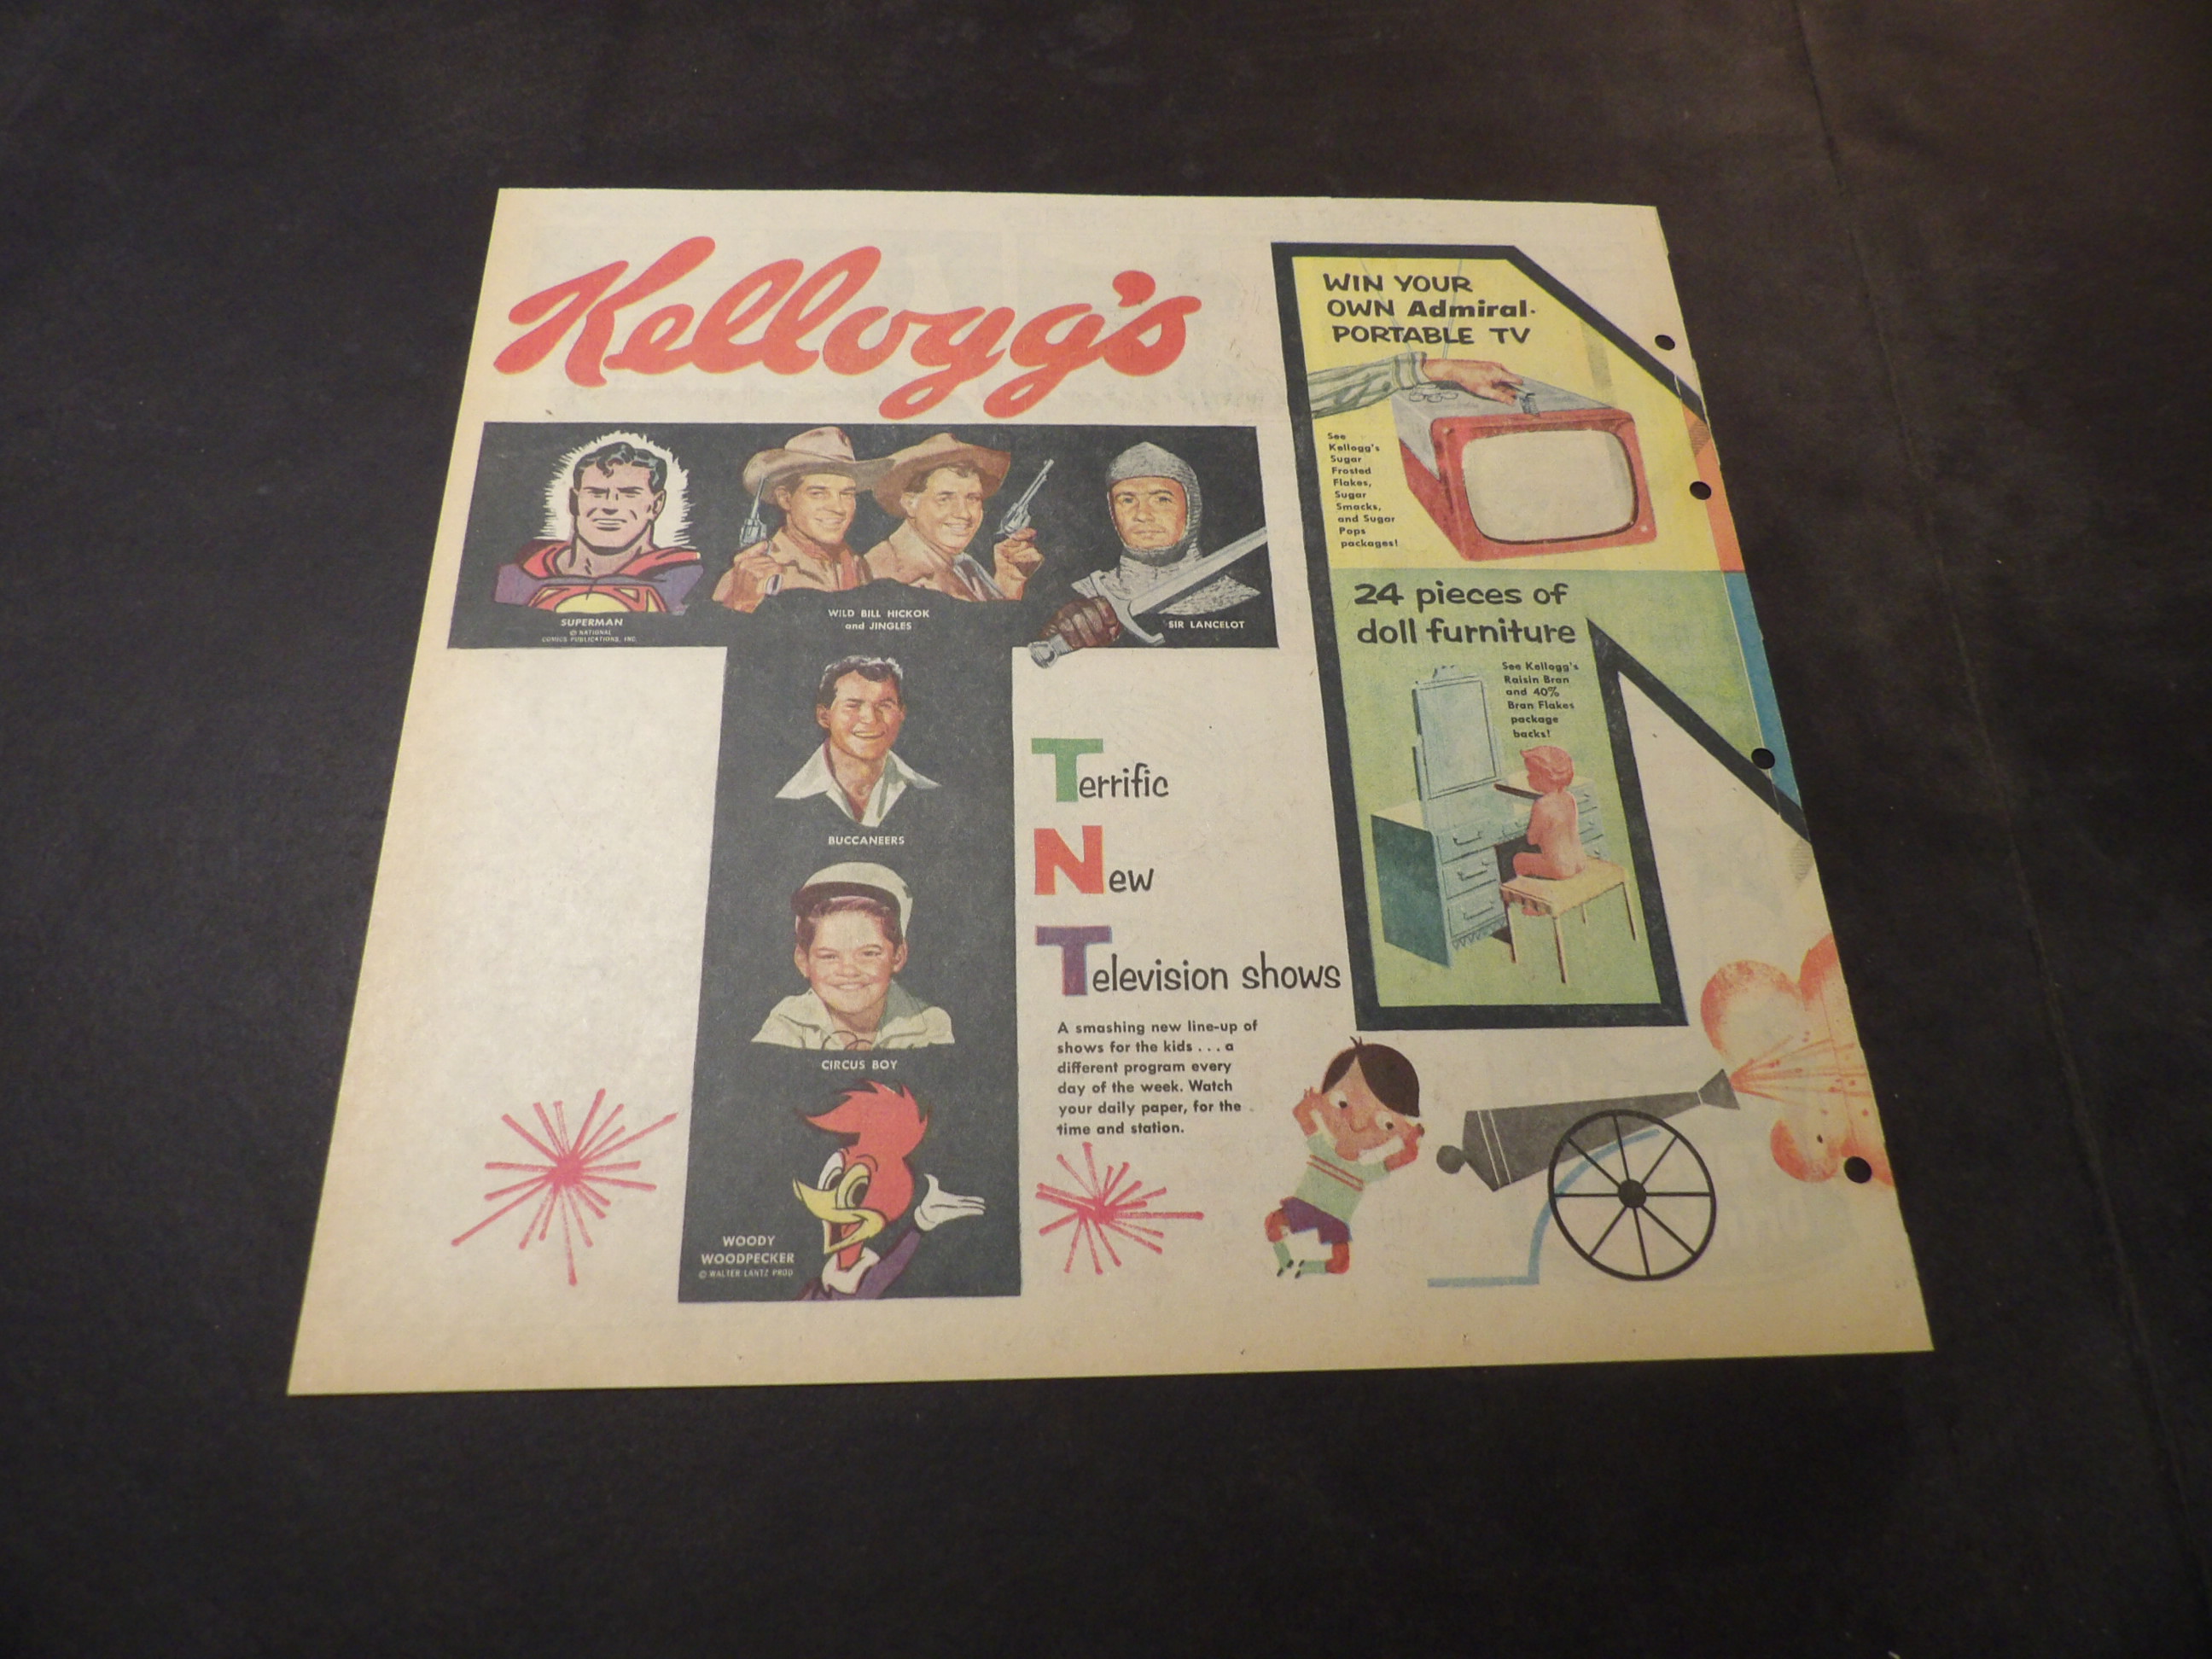 Kellogg's
SUPERMAN
© NATIONAL
COMICS PUBLICATIONS, INC.
WILD BILL HICKOK
and JINGLES
SIR LANCELOT
BUCCANEERS
CIRCUS BOY
WOODY
WOODPECKER
© WALTER LANTZ PROD
Terrific
New
Television shows
A smashing new line-up of
shows for the kids . . . a
different program every
day of the week. Watch
your daily paper, for the
time and station.
WIN YOUR
OWN Admiral
PORTABLE TV
See
Kellogg's
Sugar
Frosted
Flakes,
Sugar
Smacks,
and Sugar
Pops
packages!
24 pieces of
doll furniture
See Kellogg's
Raisin Bran
and 40%
Bran Flakes
package
backs!